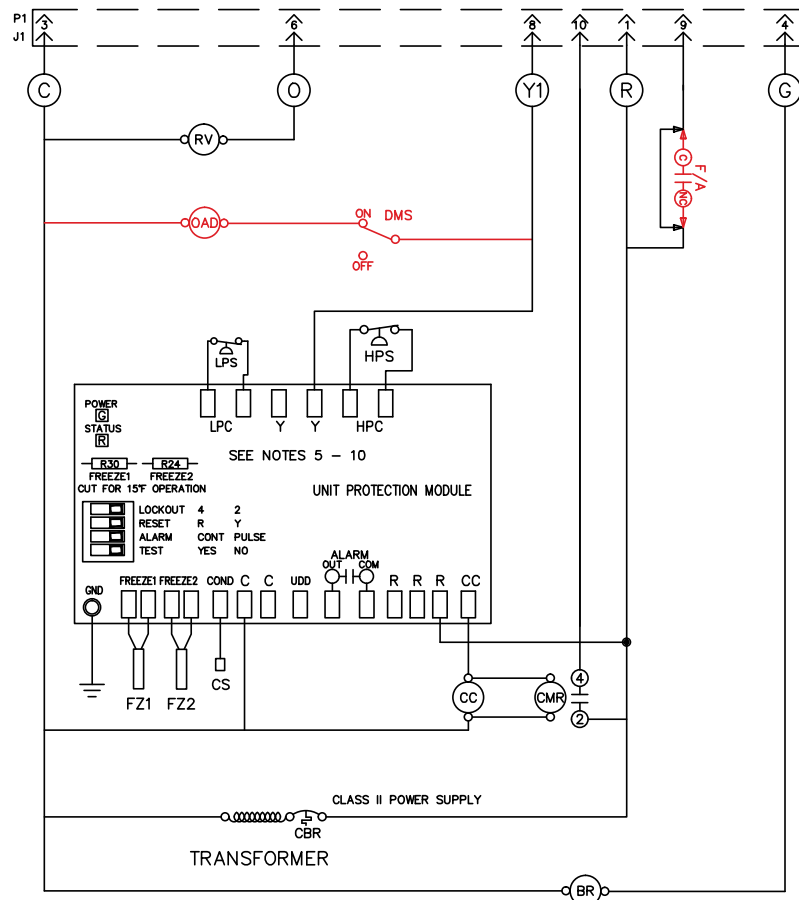 P1 3 6 8 10 1 9 4
J1
C O Y1 R G
RV
C F/A NC
OAD ON DMS
OFF
LPS HPS
POWER
G
STATUS
R
LPC Y Y HPC
SEE NOTES 5 - 10
R30 R24
FREEZE1 FREEZE2
CUT FOR 15°F OPERATION
UNIT PROTECTION MODULE
LOCKOUT 4 2
RESET R Y
ALARM CONT PULSE
TEST YES NO
ALARM
OUT COM
GND FREEZE1 FREEZE2 COND C C UDD R R R CC
FZ1 FZ2 CS
CC CMR 4
2
CLASS II POWER SUPPLY
CBR
TRANSFORMER
BR